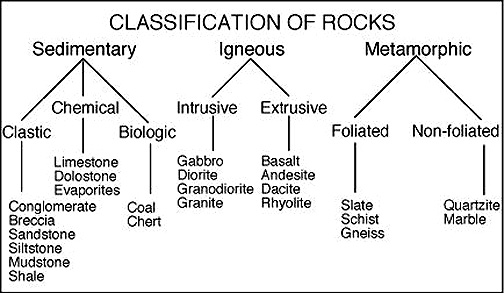 CLASSIFICATION OF ROCKS
Sedimentary
Igneous
Metamorphic
Clastic
Chemical
Biologic
Intrusive
Extrusive
Foliated
Non-foliated
Conglomerate
Breccia
Sandstone
Siltstone
Mudstone
Shale
Limestone
Dolostone
Evaporites
Coal
Chert
Gabbro
Diorite
Granodiorite
Granite
Basalt
Andesite
Dacite
Rhyolite
Slate
Schist
Gneiss
Quartzite
Marble